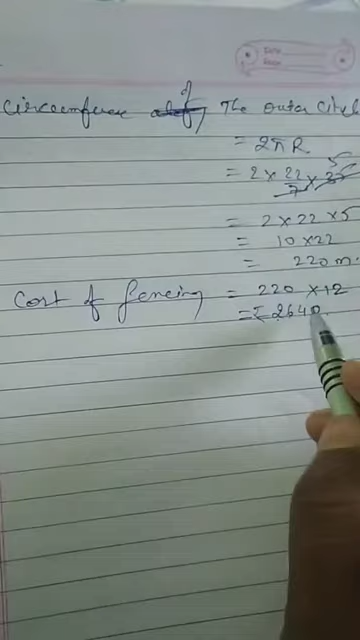 Circumference of The outer Circle
= 2πR
= 2 × 22/7 × 35 5
= 2 × 22 × 5
= 10 × 22
= 220 m.
Cost of fencing = 220 × 12
= ₹ 2640